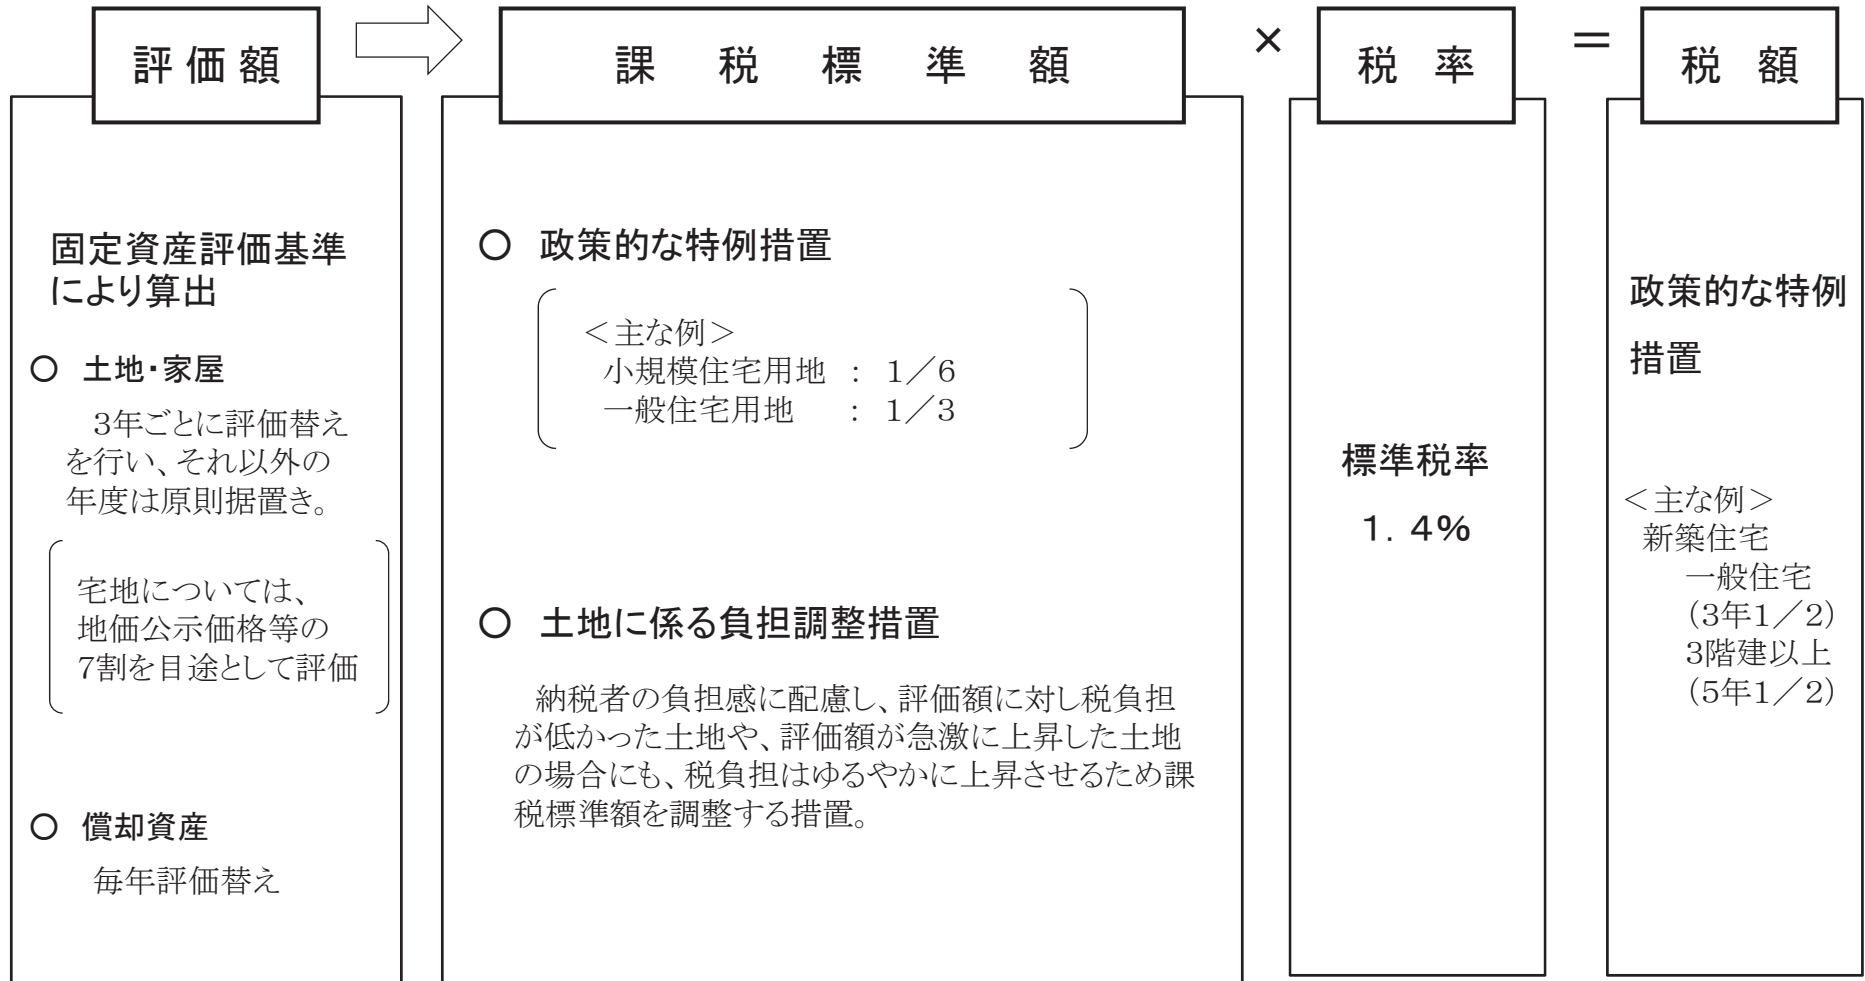 評価額
課税標準額
×
税率
＝
税額
固定資産評価基準
により算出
○ 土地・家屋
3年ごとに評価替え
を行い、それ以外の
年度は原則据置き。
宅地については、
地価公示価格等の
7割を目途として評価
○ 償却資産
毎年評価替え
○ 政策的な特例措置
＜主な例＞
小規模住宅用地 ： 1／6
一般住宅用地 ： 1／3
○ 土地に係る負担調整措置
納税者の負担感に配慮し、評価額に対し税負担
が低かった土地や、評価額が急激に上昇した土地
の場合にも、税負担はゆるやかに上昇させるため課
税標準額を調整する措置。
標準税率
1．4％
政策的な特例
措置
＜主な例＞
新築住宅
一般住宅
（3年1／2）
3階建以上
（5年1／2）